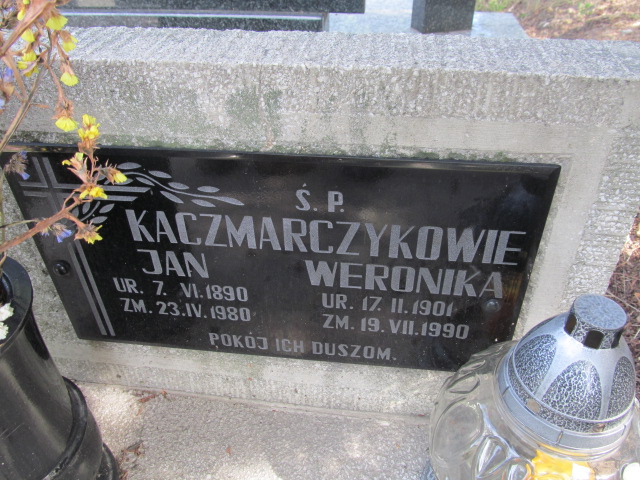 Ś. P.
KACZMARCZYKOWIE
JAN WERONIKA
UR. 7. VI. 1890 UR. 17. II. 1901
ZM. 23. IV. 1980 ZM. 19. VII. 1990
POKÓJ ICH DUSZOM.